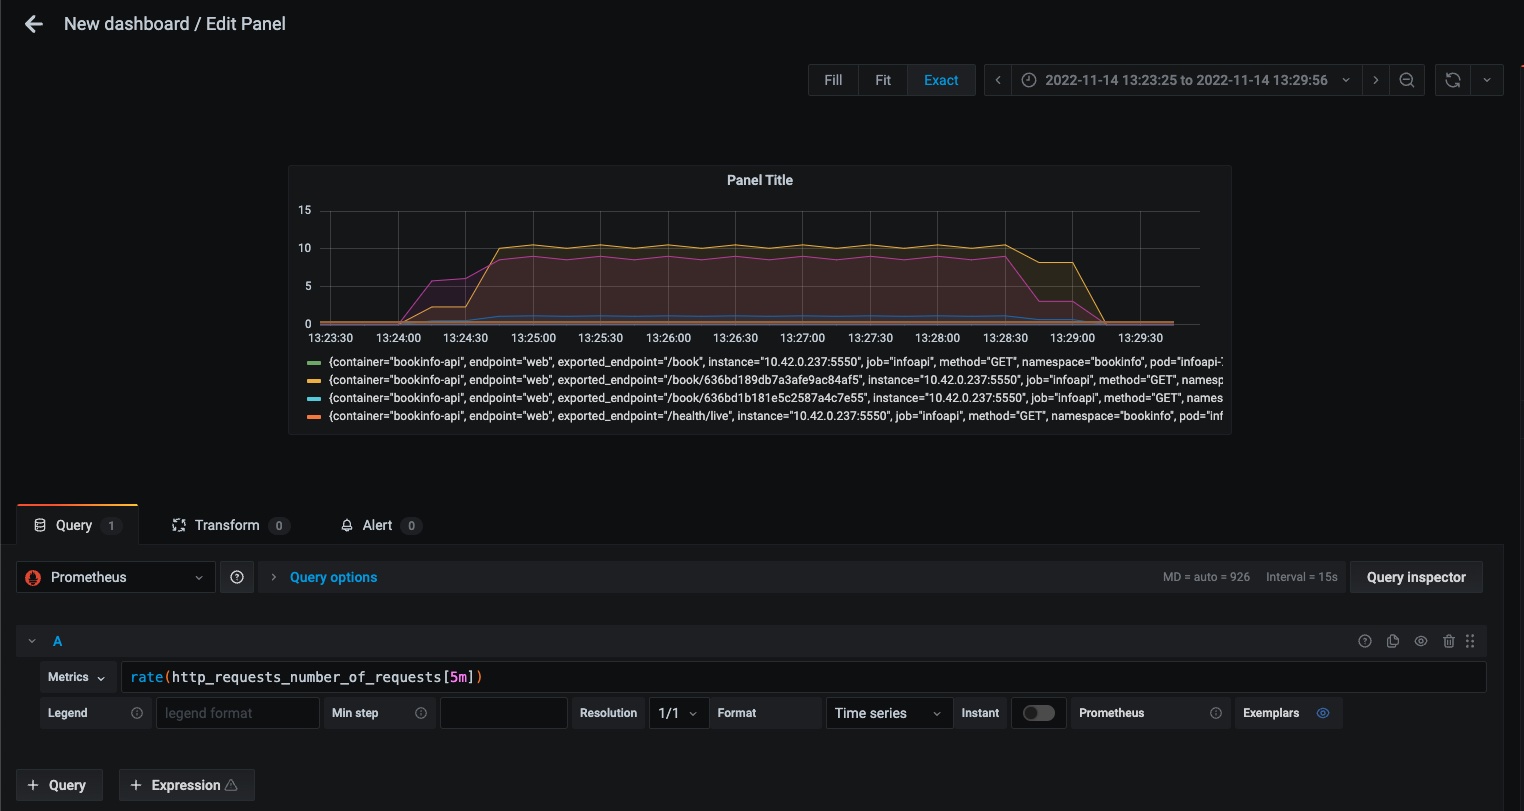 New dashboard / Edit Panel
Fill Fit Exact 2022-11-14 13:23:25 to 2022-11-14 13:29:56
Panel Title
15
10
5
0
13:23:30 13:24:00 13:24:30 13:25:00 13:25:30 13:26:00 13:26:30 13:27:00 13:27:30 13:28:00 13:28:30 13:29:00 13:29:30
{container="bookinfo-api", endpoint="web", exported_endpoint="/book", instance="10.42.0.237:5550", job="infoapi", method="GET", namespace="bookinfo", pod="infoapi-
{container="bookinfo-api", endpoint="web", exported_endpoint="/book/636bd189db7a3afe9ac84af5", instance="10.42.0.237:5550", job="infoapi", method="GET", namesp
{container="bookinfo-api", endpoint="web", exported_endpoint="/book/636bd1b181e5c2587a4c7e55", instance="10.42.0.237:5550", job="infoapi", method="GET", names
{container="bookinfo-api", endpoint="web", exported_endpoint="/health/live", instance="10.42.0.237:5550", job="infoapi", method="GET", namespace="bookinfo", pod="inf
Query 1 Transform 0 Alert 0
Prometheus Query options MD = auto = 926 Interval = 15s Query inspector
A
Metrics rate(http_requests_number_of_requests[5m])
Legend legend format Min step Resolution 1/1 Format Time series Instant Prometheus Exemplars
+ Query + Expression